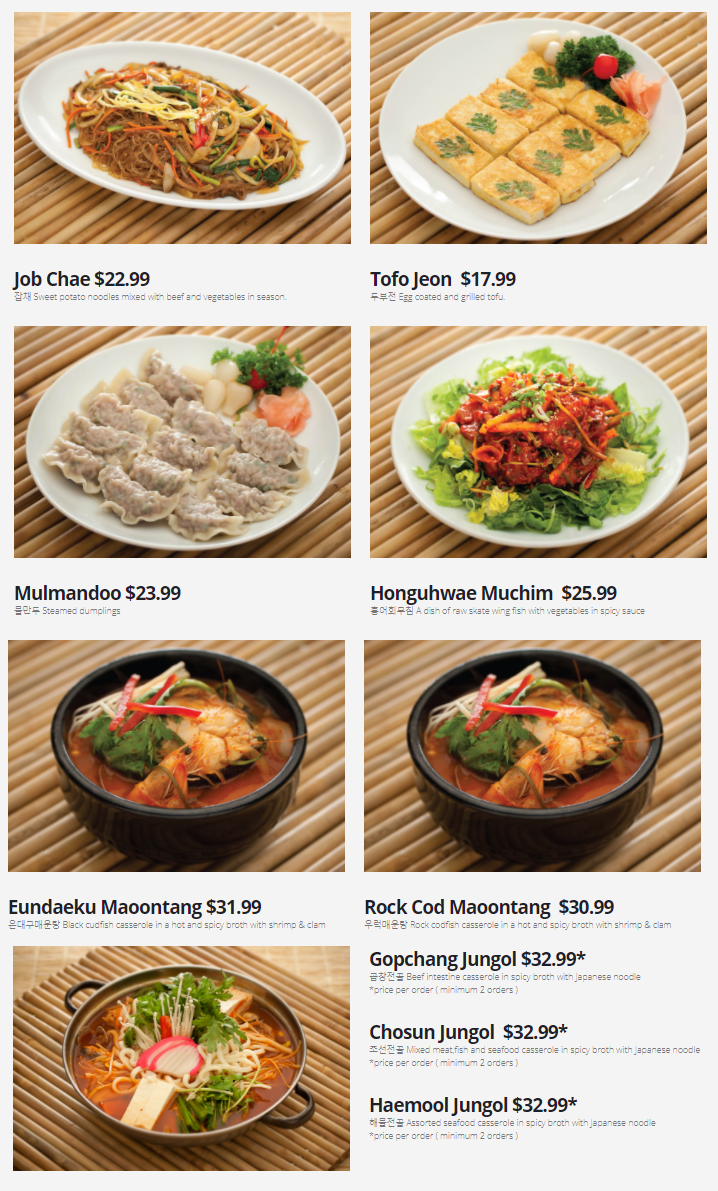 Job Chae $22.99
잡채 Sweet potato noodles mixed with beef and vegetables in season.
Tofo Jeon $17.99
두부전 Egg coated and grilled tofu.
Mulmandoo $23.99
물만두 Steamed dumplings
Honguhwae Muchim $25.99
홍어회무침 A dish of raw skate wing fish with vegetables in spicy sauce
Eundaeku Maoontang $31.99
은대구매운탕 Black cudfish casserole in a hot and spicy broth with shrimp & clam
Rock Cod Maoontang $30.99
우럭매운탕 Rock codfish casserole in a hot and spicy broth with shrimp & clam
Gopchang Jungol $32.99*
곱창전골 Beef intestine casserole in spicy broth with Japanese noodle
*price per order ( minimum 2 orders )
Chosun Jungol $32.99*
조선전골 Mixed meat,fish and seafood casserole in spicy broth with Japanese noodle
*price per order ( minimum 2 orders )
Haemool Jungol $32.99*
해물전골 Assorted seafood casserole in spicy broth with Japanese noodle
*price per order ( minimum 2 orders )